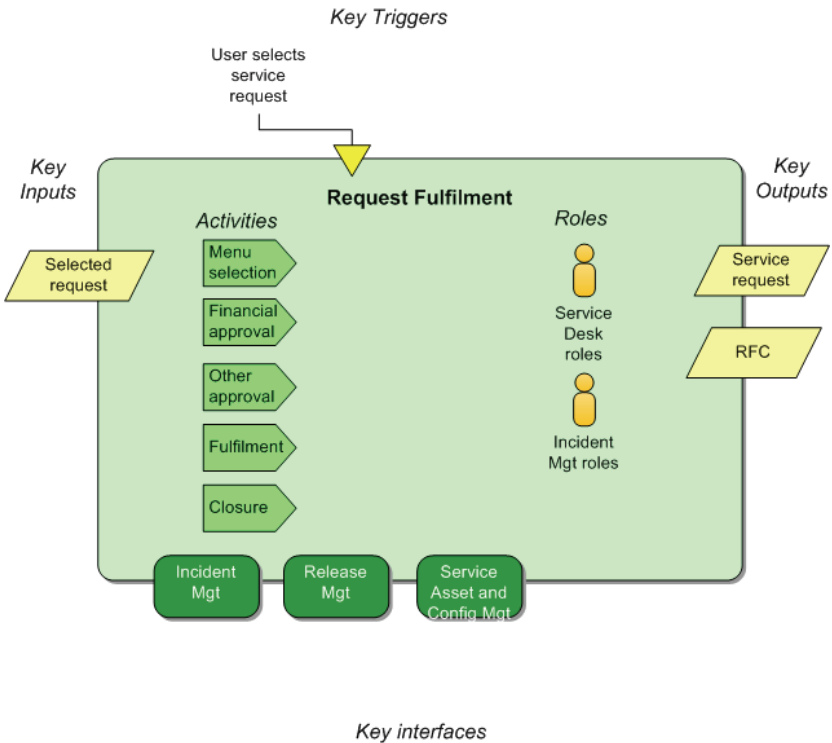 Key Triggers
User selects
service
request
Key
Inputs
Key
Outputs
Request Fulfilment
Activities
Roles
Selected
request
Menu
selection
Financial
approval
Other
approval
Fulfilment
Closure
Service
Desk
roles
Incident
Mgt roles
Service
request
RFC
Incident
Mgt
Release
Mgt
Service
Asset and
Config Mgt
Key interfaces